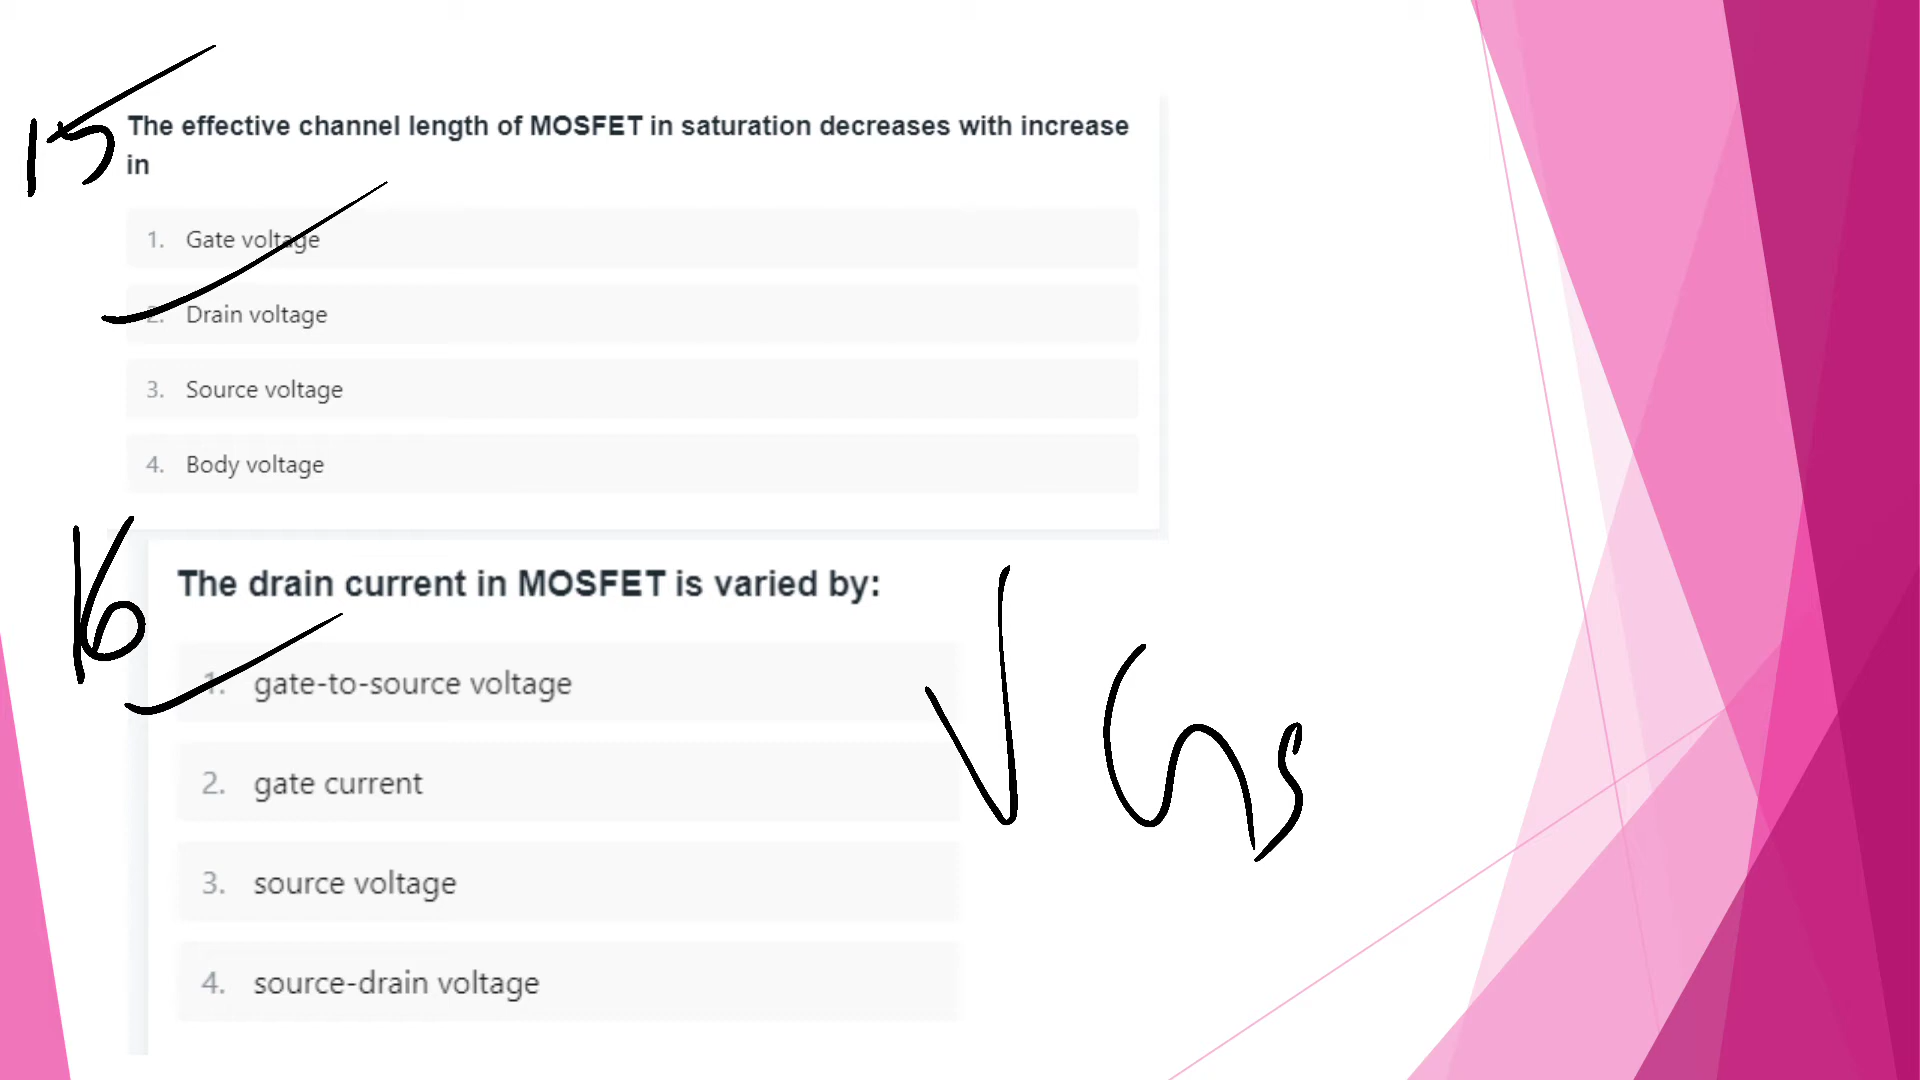 15 The effective channel length of MOSFET in saturation decreases with increase
in
1. Gate voltage
2. Drain voltage
3. Source voltage
4. Body voltage
16 The drain current in MOSFET is varied by:
1. gate-to-source voltage
VGS
2. gate current
3. source voltage
4. source-drain voltage